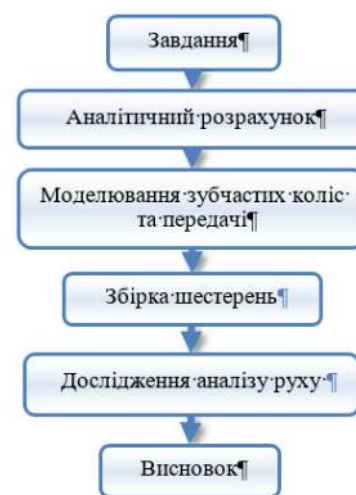 Завдання¶
Аналітичний·розрахунок¶
Моделювання·зубчастих·коліс·
та·передачі¶
Збірка·шестерень¶
Дослідження·аналізу·руху·¶
Висновок¶